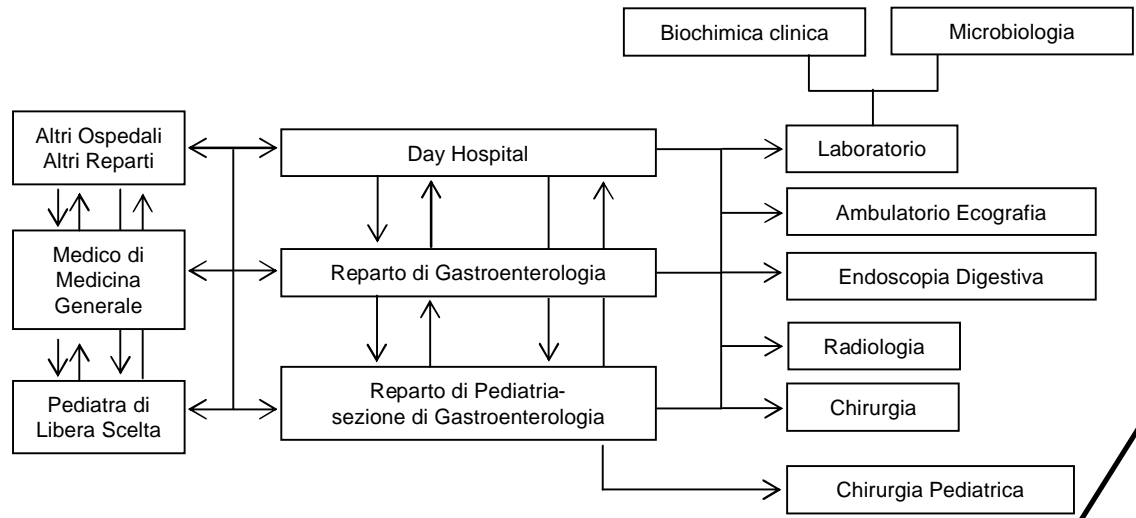 Biochimica clinica
Microbiologia
Altri Ospedali
Altri Reparti
Day Hospital
Laboratorio
Ambulatorio Ecografia
Medico di
Medicina
Generale
Reparto di Gastroenterologia
Endoscopia Digestiva
Radiologia
Pediatra di
Libera Scelta
Reparto di Pediatria-
sezione di Gastroenterologia
Chirurgia
Chirurgia Pediatrica